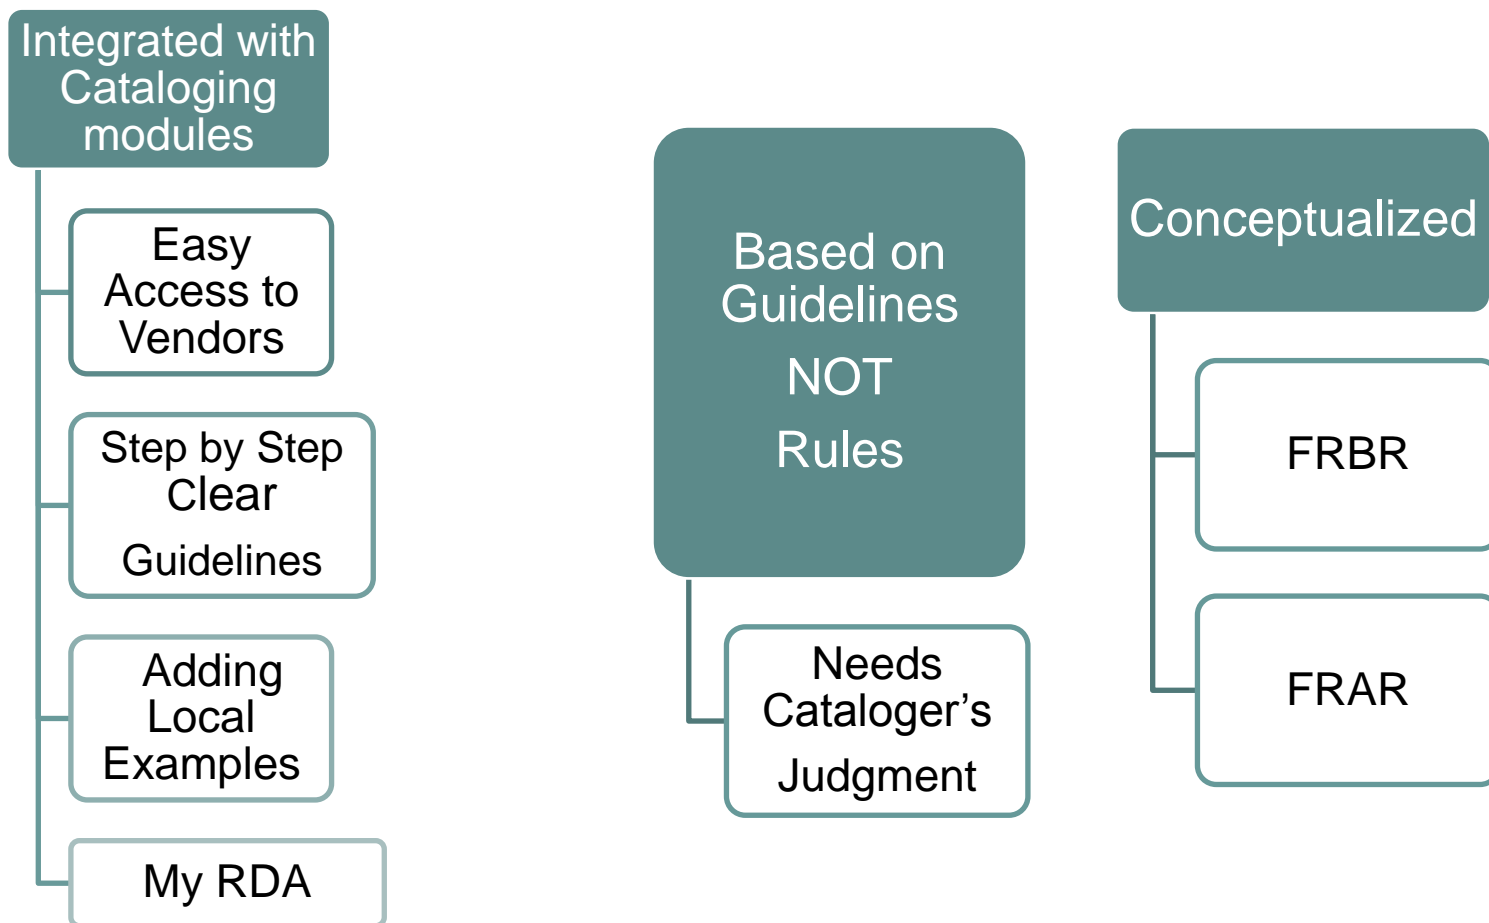 Integrated with
Cataloging
modules
Easy
Access to
Vendors
Step by Step
Clear
Guidelines
Adding
Local
Examples
My RDA
Based on
Guidelines
NOT
Rules
Needs
Cataloger’s
Judgment
Conceptualized
FRBR
FRAR